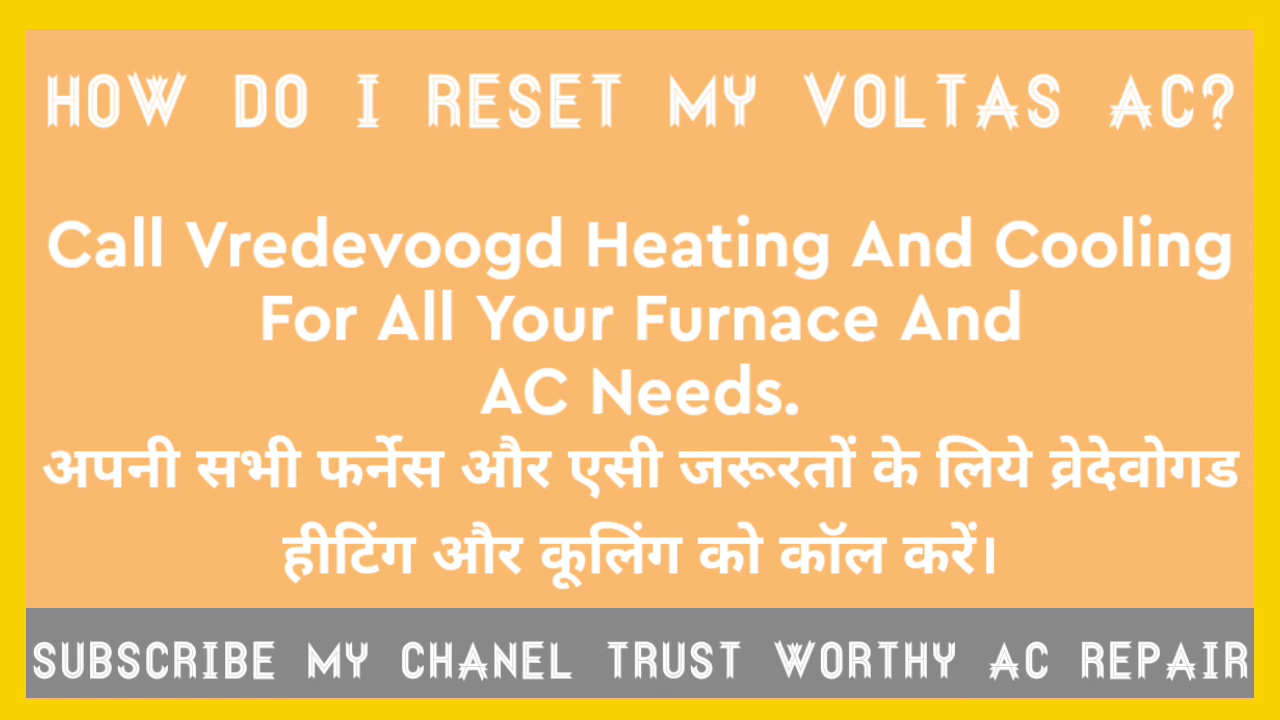 HOW DO I RESET MY VOLTAS AC?
Call Vredevoogd Heating And Cooling
For All Your Furnace And
AC Needs.
अपनी सभी फर्नेस और एसी जरूरतों के लिये व्रेदेवोगड
हीटिंग और कूलिंग को कॉल करें।
SUBSCRIBE MY CHANEL TRUST WORTHY AC REPAIR